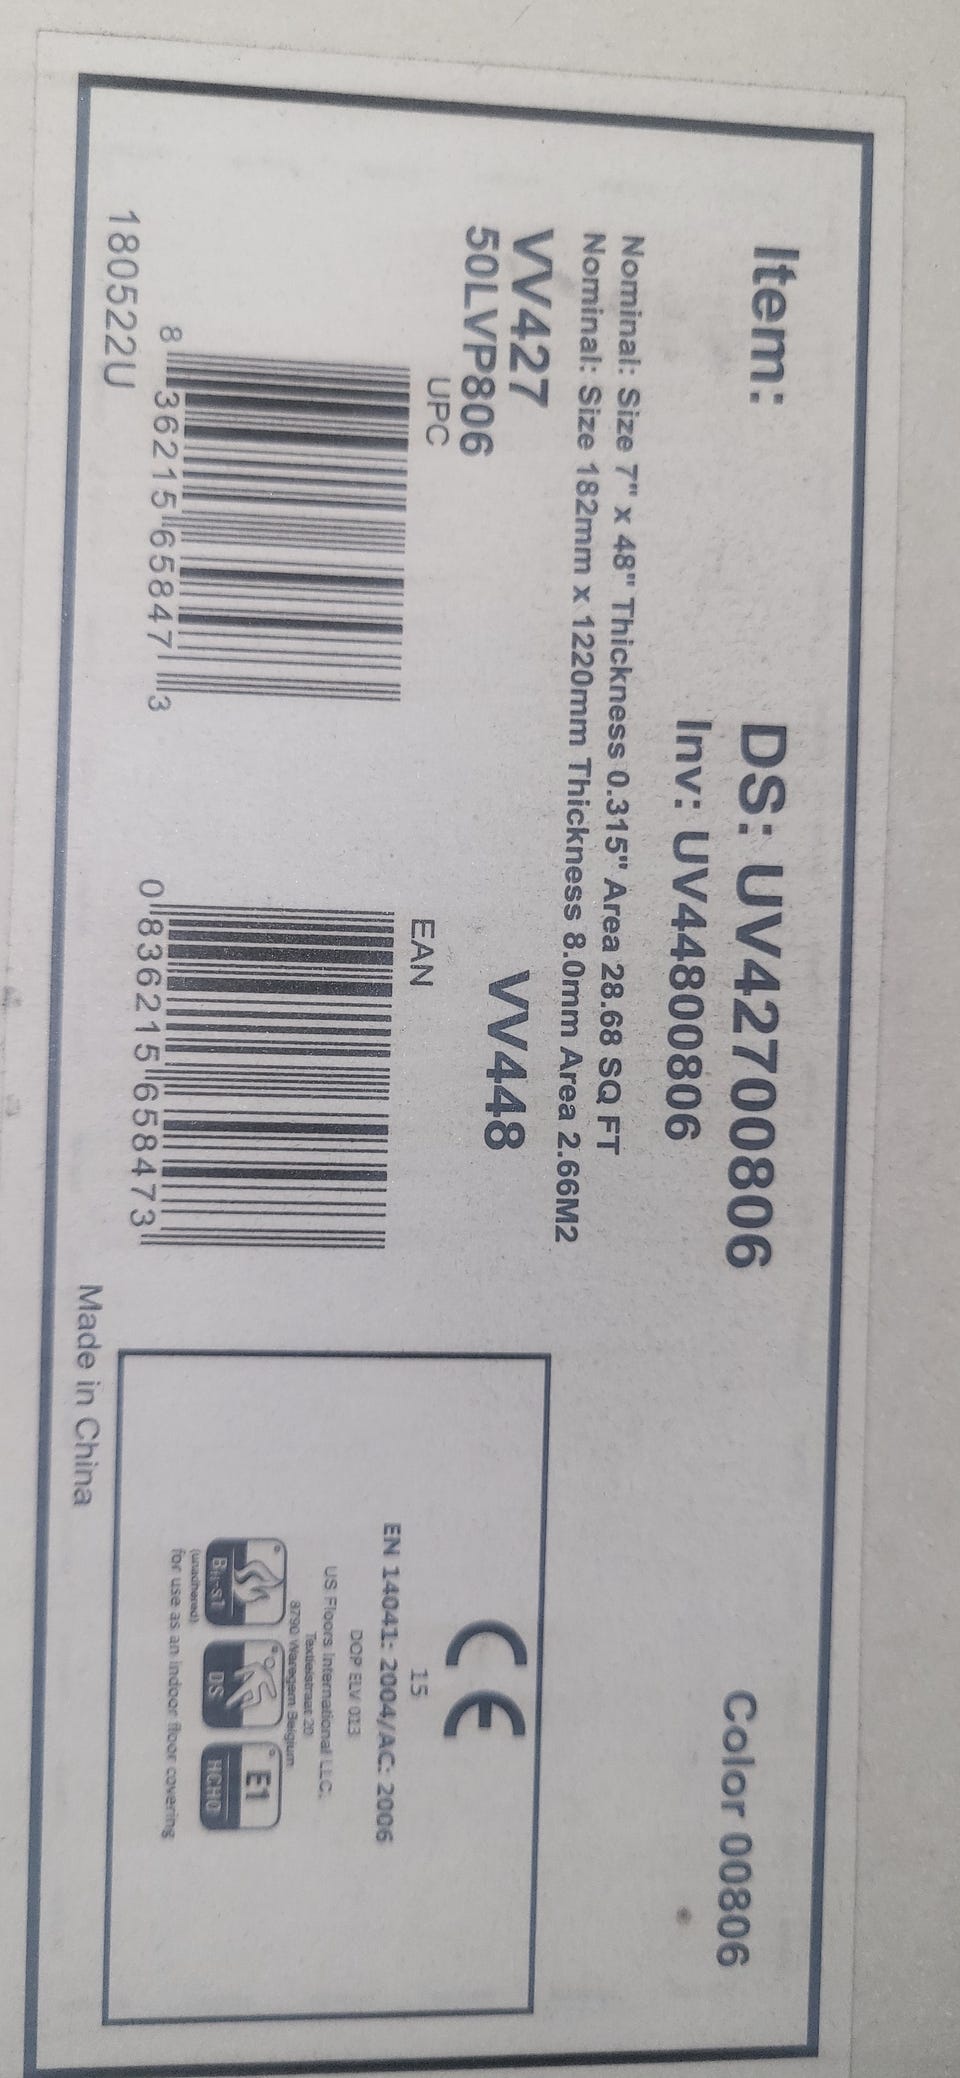 Item:
DS: UV42700806
Color 00806
Inv: UV44800806
Nominal: Size 7" x 48" Thickness 0.315" Area 28.68 SQ FT
Nominal: Size 182mm x 1220mm Thickness 8.0mm Area 2.66M2
VV427
VV448
50LVP806
UPC
EAN
8 36215 65847 3
0 836215 658473
180522U
Made in China
CE
15
EN 14041: 2004/AC: 2006
DOP ELV 013
US Floors International LLC.
Textielstraat 20
8790 Waregem Belgium
Bfl-s1
DS
E1
HCHO
(unadhered)
for use as an indoor floor covering